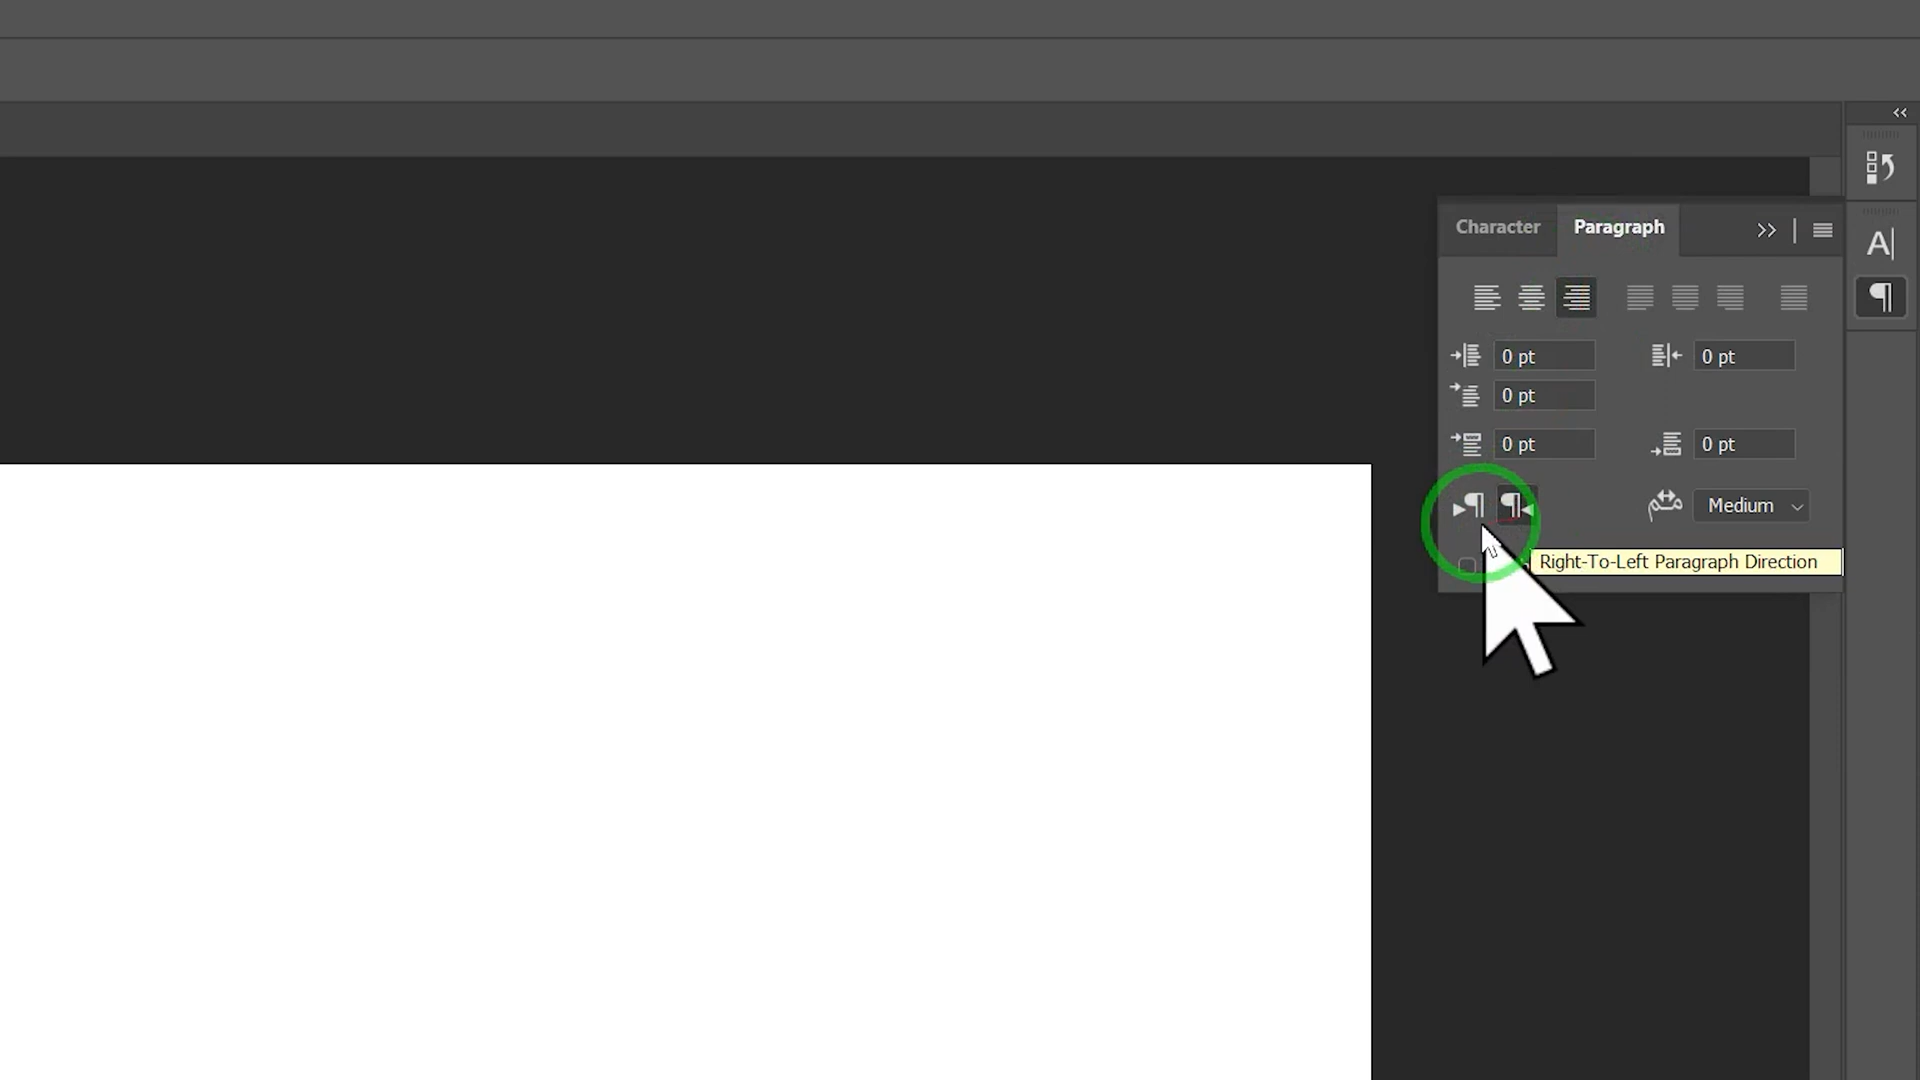 Character Paragraph
0 pt 0 pt
0 pt
0 pt 0 pt
Medium
Right-To-Left Paragraph Direction